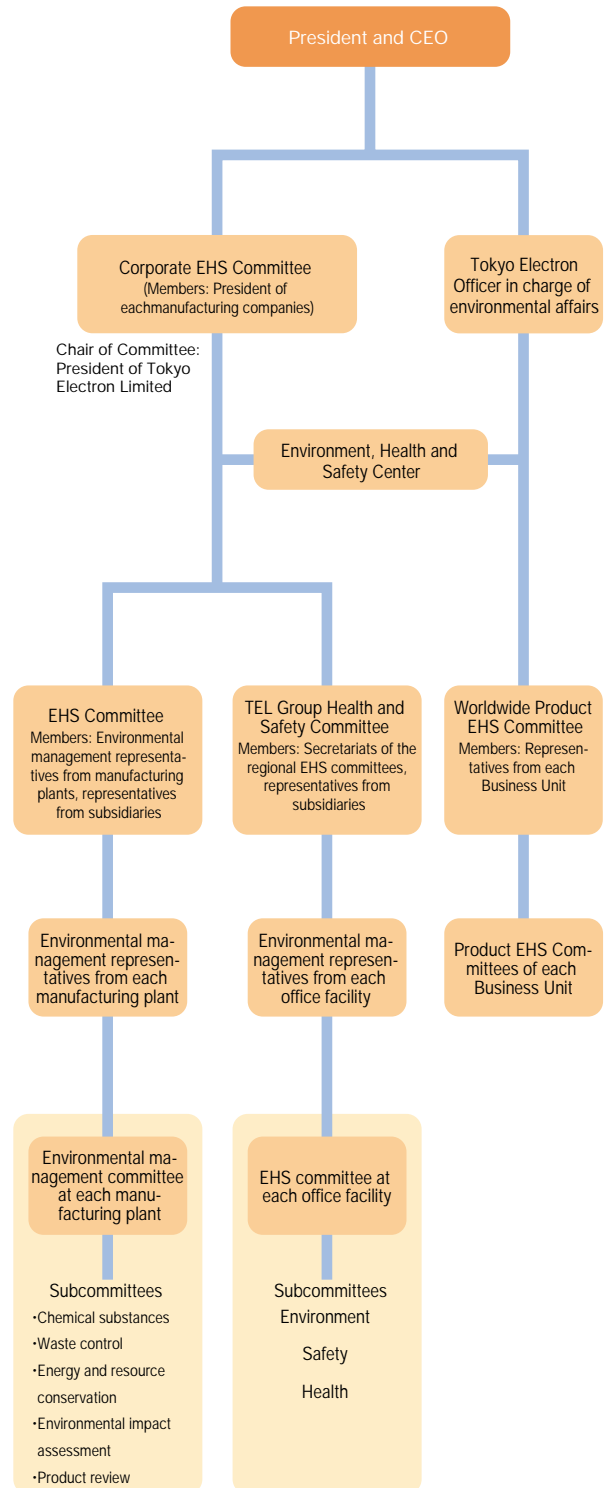 President and CEO
Corporate EHS Committee
(Members: President of
eachmanufacturing companies)
Tokyo Electron
Officer in charge of
environmental affairs
Chair of Committee:
President of Tokyo
Electron Limited
Environment, Health and
Safety Center
EHS Committee
Members: Environmental
management representa-
tives from manufacturing
plants, representatives
from subsidiaries
TEL Group Health and
Safety Committee
Members: Secretariats of the
regional EHS committees,
representatives from
subsidiaries
Worldwide Product
EHS Committee
Members: Represen-
tatives from each
Business Unit
Environmental ma-
nagement represen-
tatives from each
manufacturing plant
Environmental ma-
nagement represen-
tatives from each
office facility
Product EHS Com-
mittees of each
Business Unit
Environmental ma-
nagement committee
at each manu-
facturing plant
EHS committee at
each office facility
Subcommittees
・Chemical substances
・Waste control
・Energy and resource
conservation
・Environmental impact
assessment
・Product review
Subcommittees
Environment
Safety
Health